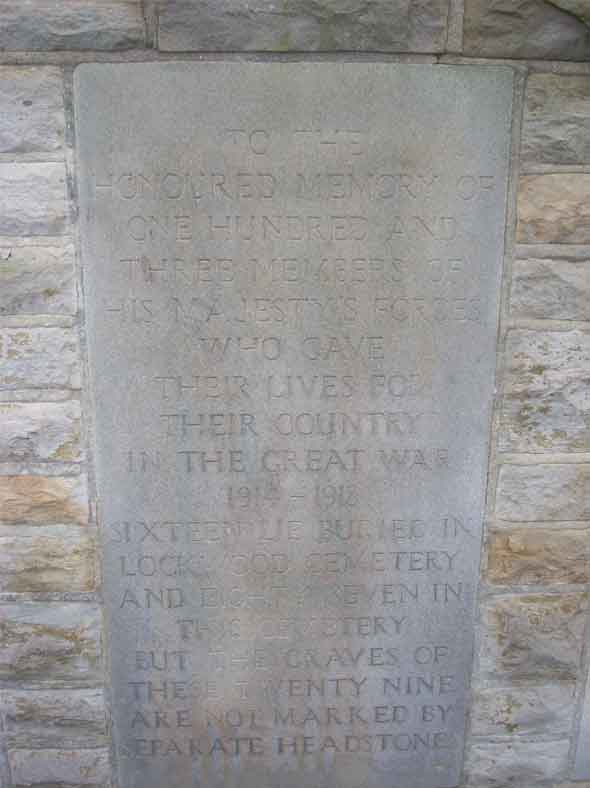 TO THE
HONOURED MEMORY OF
ONE HUNDRED AND
THREE MEMBERS OF
HIS MAJESTY'S FORCES
WHO GAVE
THEIR LIVES FOR
THEIR COUNTRY
IN THE GREAT WAR
1914 - 1918
SIXTEEN LIE BURIED IN
LOCKWOOD CEMETERY
AND EIGHTY SEVEN IN
THIS CEMETERY
BUT THE GRAVES OF
THESE TWENTY NINE
ARE NOT MARKED BY
SEPARATE HEADSTONES